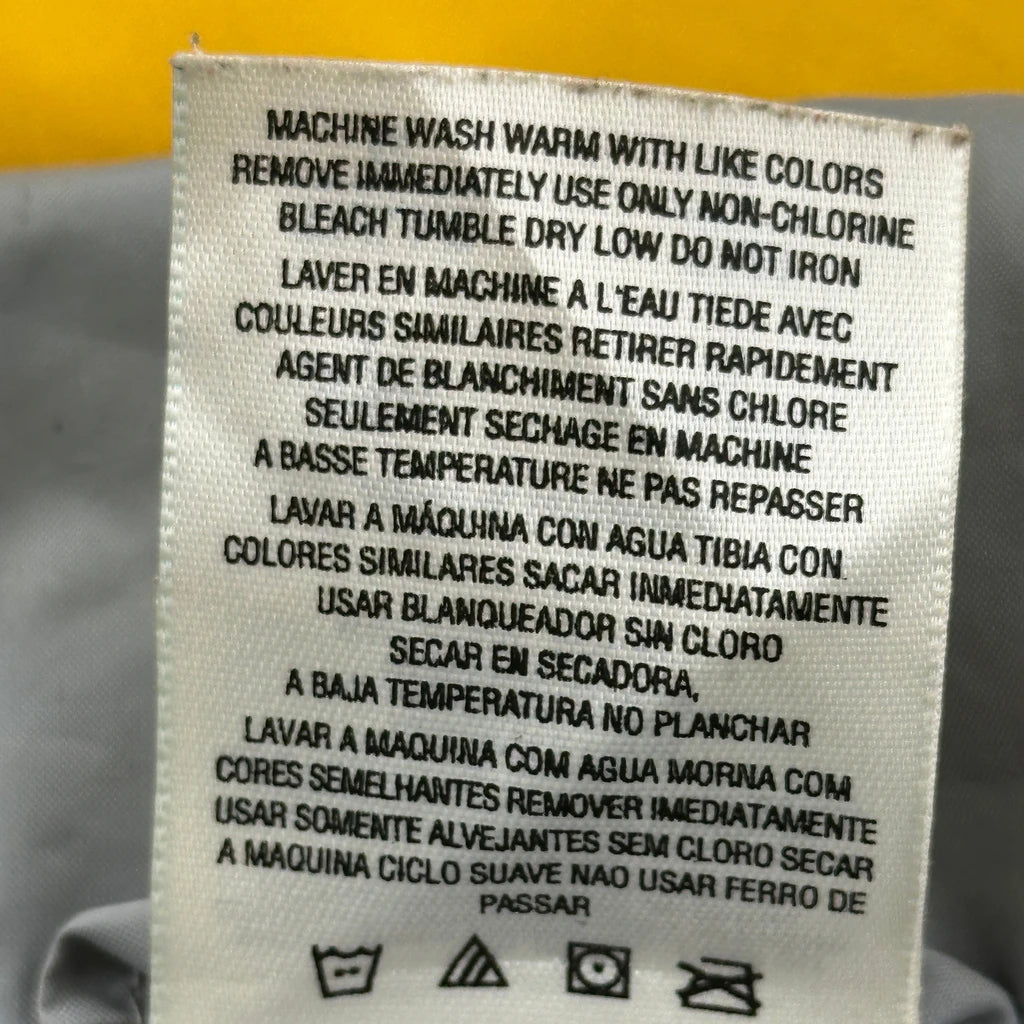 MACHINE WASH WARM WITH LIKE COLORS
REMOVE IMMEDIATELY USE ONLY NON-CHLORINE
BLEACH TUMBLE DRY LOW DO NOT IRON
LAVER EN MACHINE A L'EAU TIEDE AVEC
COULEURS SIMILAIRES RETIRER RAPIDEMENT
AGENT DE BLANCHIMENT SANS CHLORE
SEULEMENT SECHAGE EN MACHINE
A BASSE TEMPERATURE NE PAS REPASSER
LAVAR A MÁQUINA CON AGUA TIBIA CON
COLORES SIMILARES SACAR INMEDIATAMENTE
USAR BLANQUEADOR SIN CLORO
SECAR EN SECADORA,
A BAJA TEMPERATURA NO PLANCHAR
LAVAR A MAQUINA COM AGUA MORNA COM
CORES SEMELHANTES REMOVER IMEDIATAMENTE
USAR SOMENTE ALVEJANTES SEM CLORO SECAR
A MAQUINA CICLO SUAVE NAO USAR FERRO DE
PASSAR